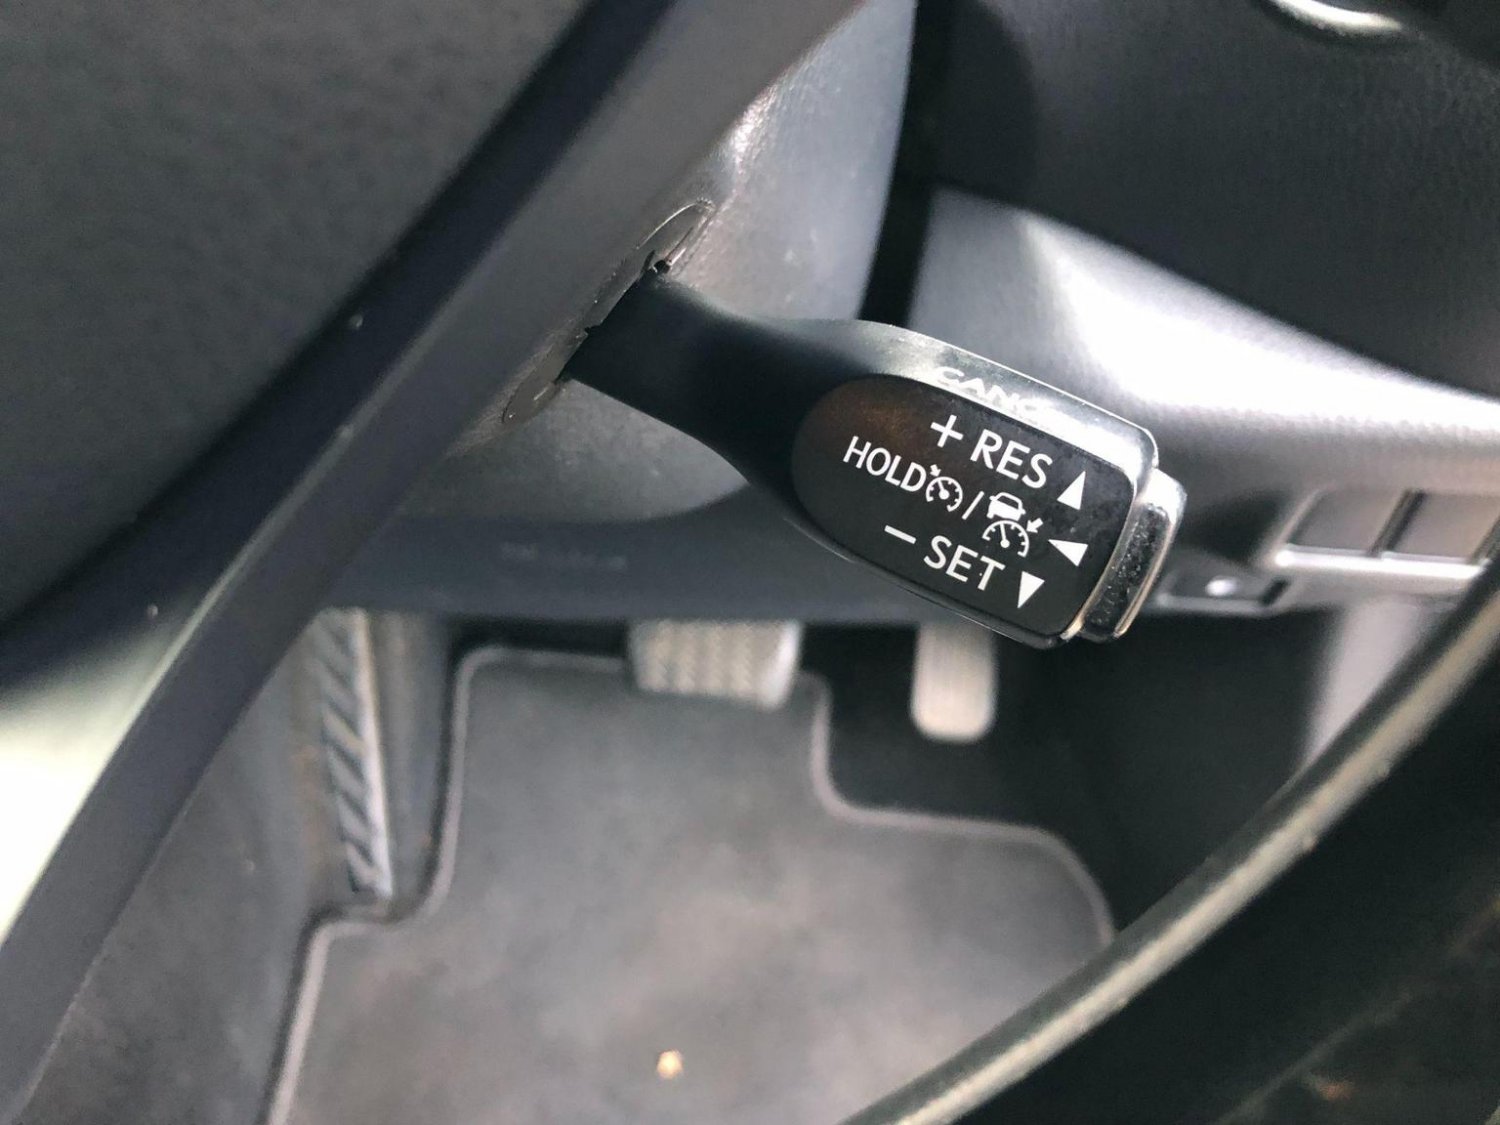 CANC
+ RES
HOLD /
− SET